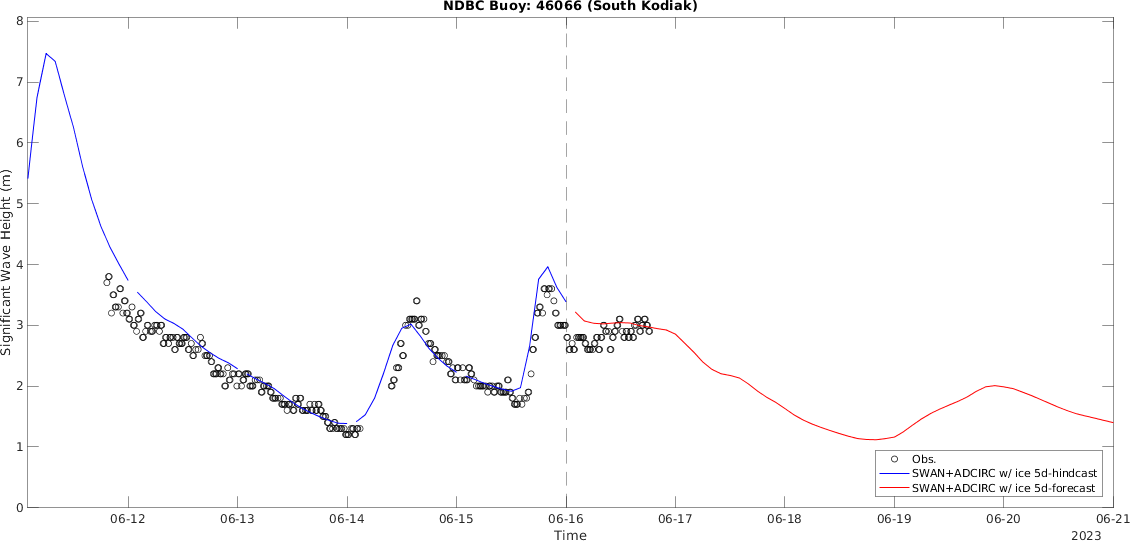 NDBC Buoy: 46066 (South Kodiak)
8
7
6
5
4
3
2
1
0
Significant Wave Height (m)
06-12 06-13 06-14 06-15 06-16 06-17 06-18 06-19 06-20 06-21
Time
2023
Obs.
SWAN+ADCIRC w/ ice 5d-hindcast
SWAN+ADCIRC w/ ice 5d-forecast